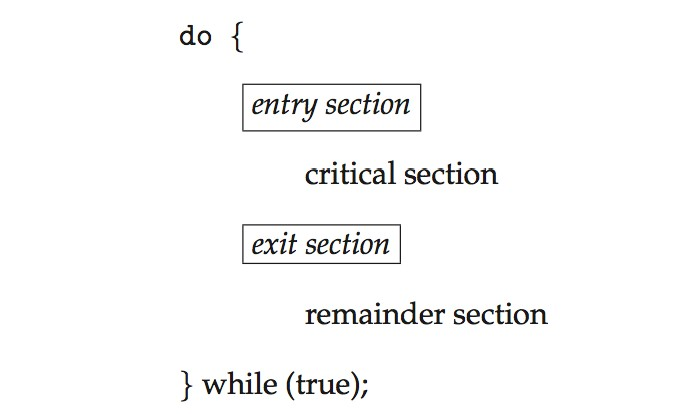 do {
entry section
critical section
exit section
remainder section
} while (true);